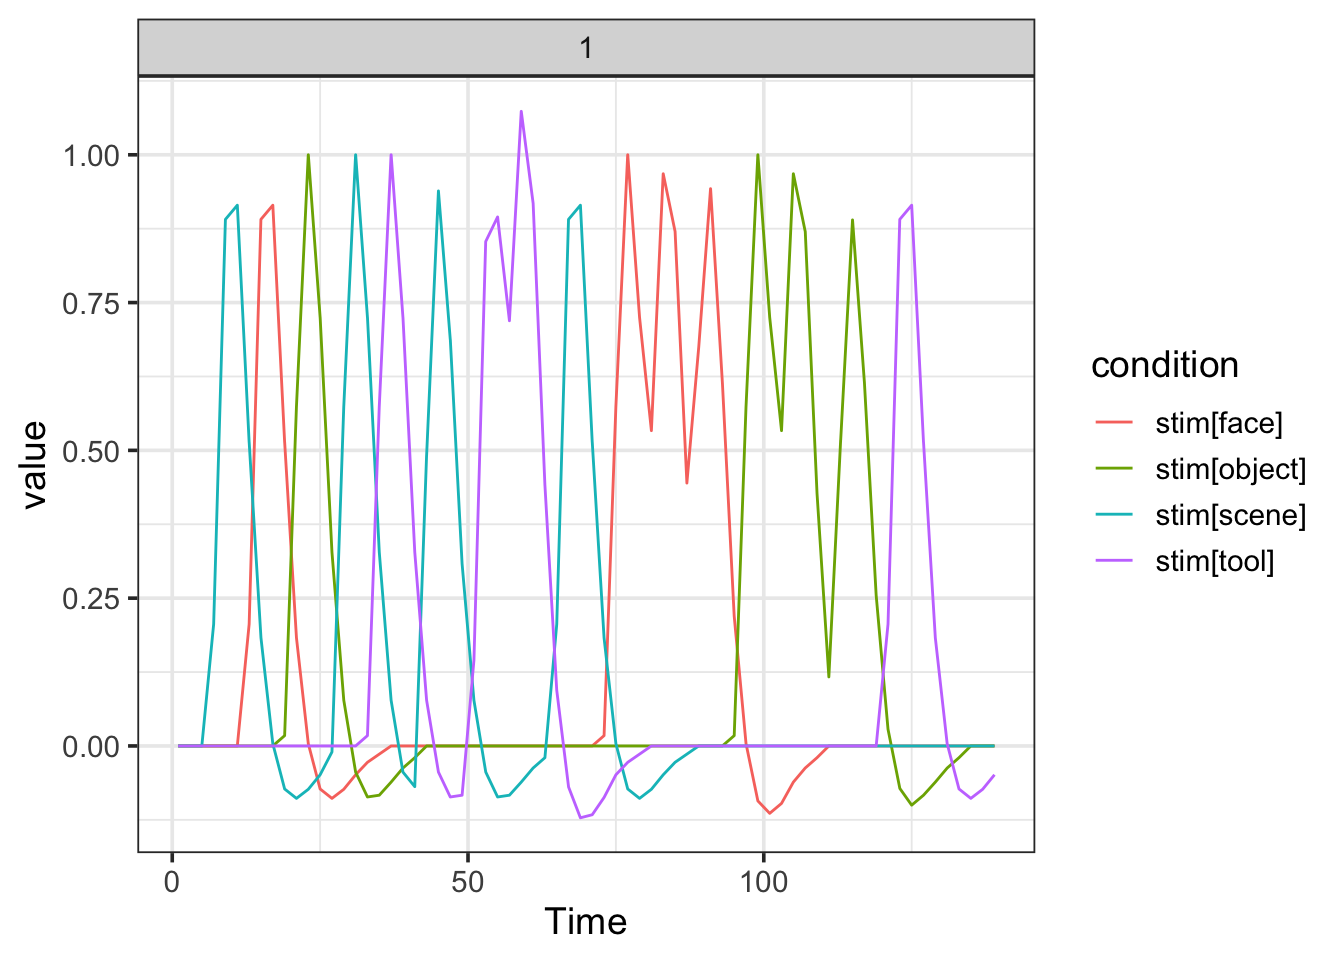 1
1.00
0.75
0.50
0.25
0.00
value
0
50
100
Time
condition
stim[face]
stim[object]
stim[scene]
stim[tool]